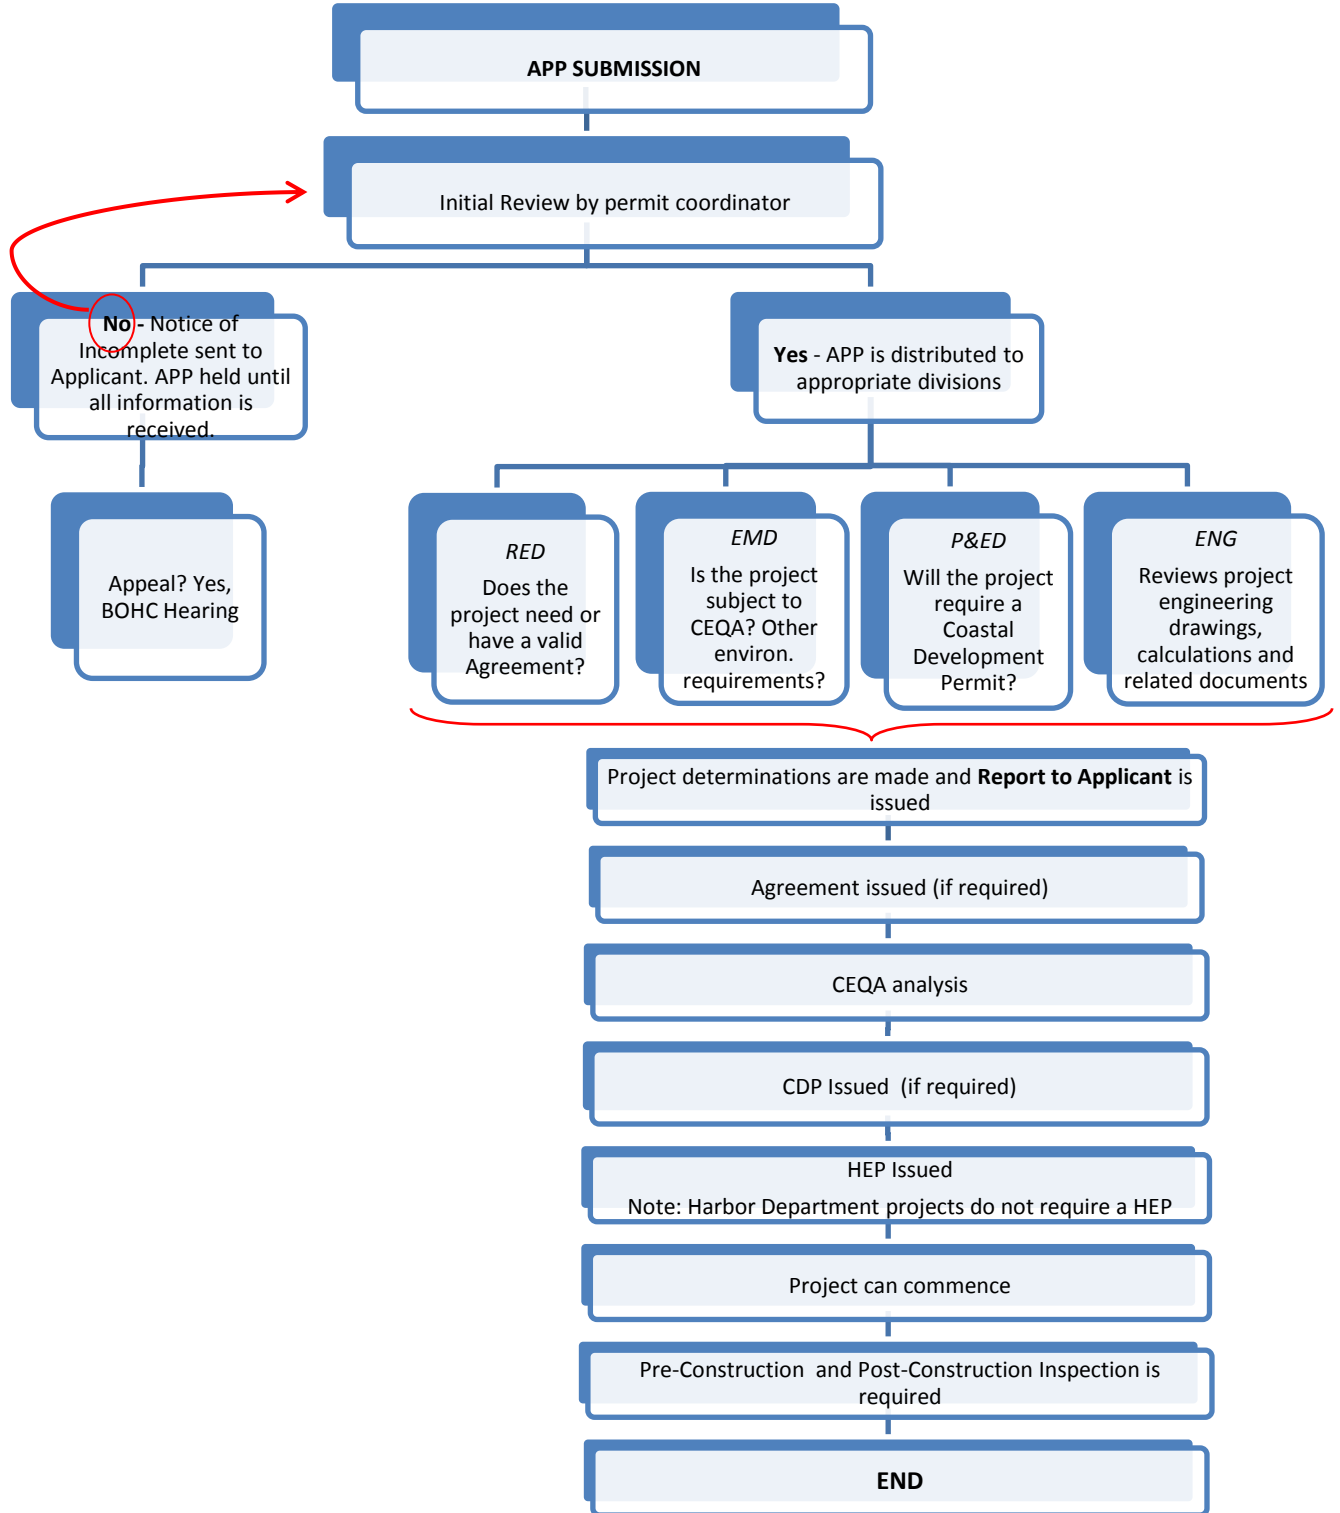 APP SUBMISSION
Initial Review by permit coordinator
No - Notice of
Incomplete sent to
Applicant. APP held until
all information is
received.
Yes - APP is distributed to
appropriate divisions
Appeal? Yes,
BOHC Hearing
RED
Does the
project need or
have a valid
Agreement?
EMD
Is the project
subject to
CEQA? Other
environ.
requirements?
P&ED
Will the project
require a
Coastal
Development
Permit?
ENG
Reviews project
engineering
drawings,
calculations and
related documents
Project determinations are made and Report to Applicant is
issued
Agreement issued (if required)
CEQA analysis
CDP Issued  (if required)
HEP Issued
Note: Harbor Department projects do not require a HEP
Project can commence
Pre-Construction  and Post-Construction Inspection is
required
END